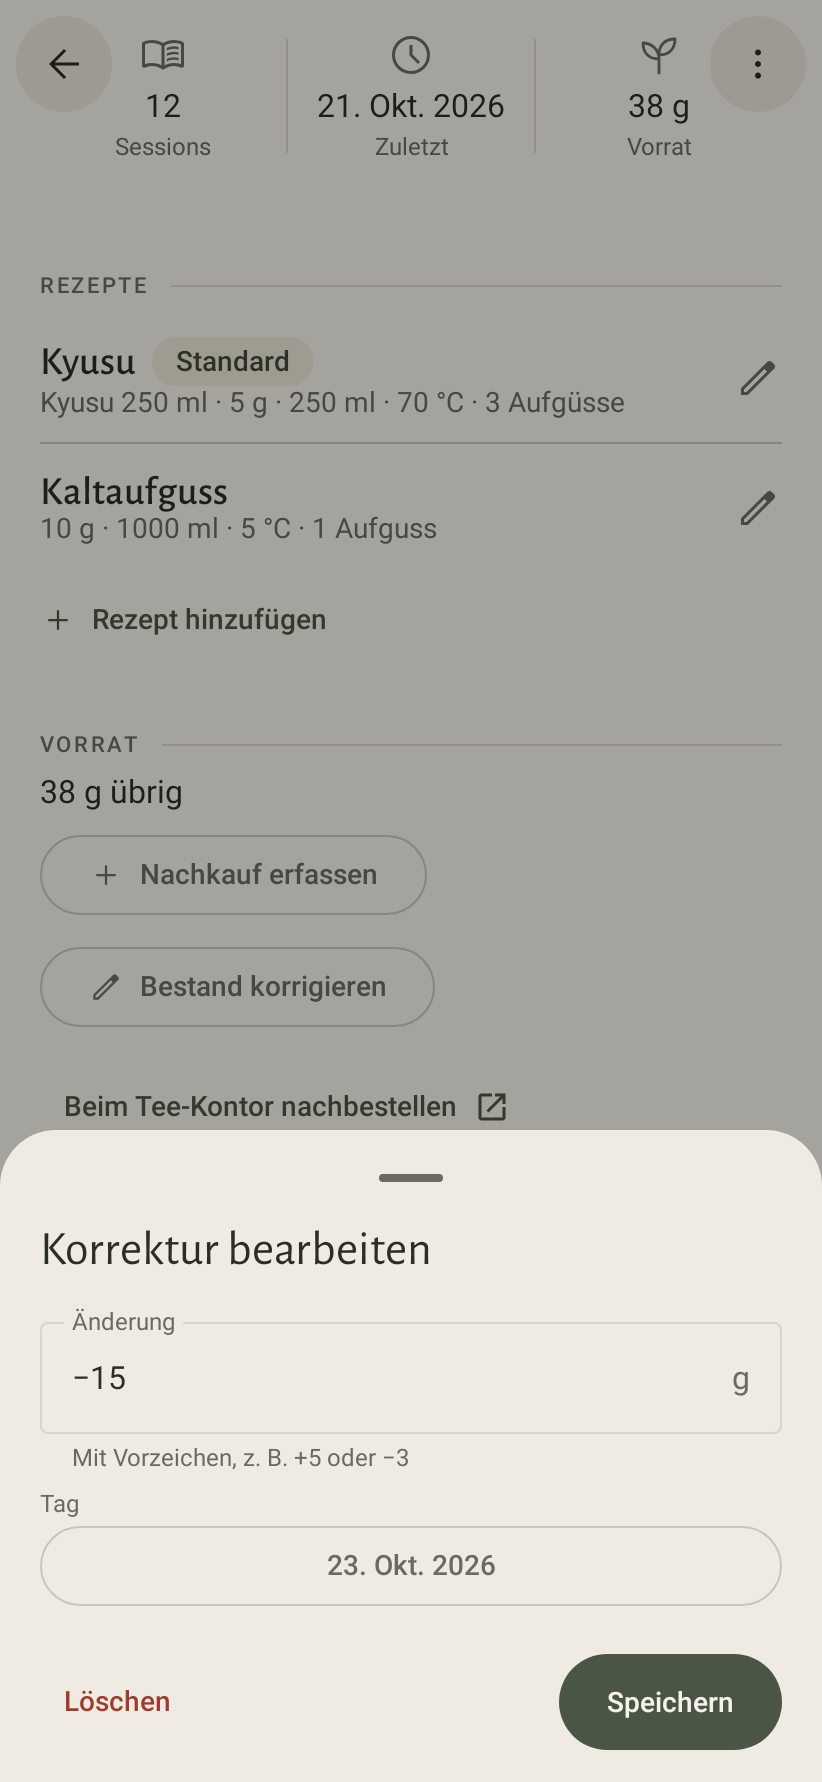 12
Sessions
21. Okt. 2026
Zuletzt
38 g
Vorrat
REZEPTE
Kyusu Standard
Kyusu 250 ml · 5 g · 250 ml · 70 °C · 3 Aufgüsse
Kaltaufguss
10 g · 1000 ml · 5 °C · 1 Aufguss
Rezept hinzufügen
VORRAT
38 g übrig
Nachkauf erfassen
Bestand korrigieren
Beim Tee-Kontor nachbestellen
Korrektur bearbeiten
Änderung
−15 g
Mit Vorzeichen, z. B. +5 oder −3
Tag
23. Okt. 2026
Löschen Speichern